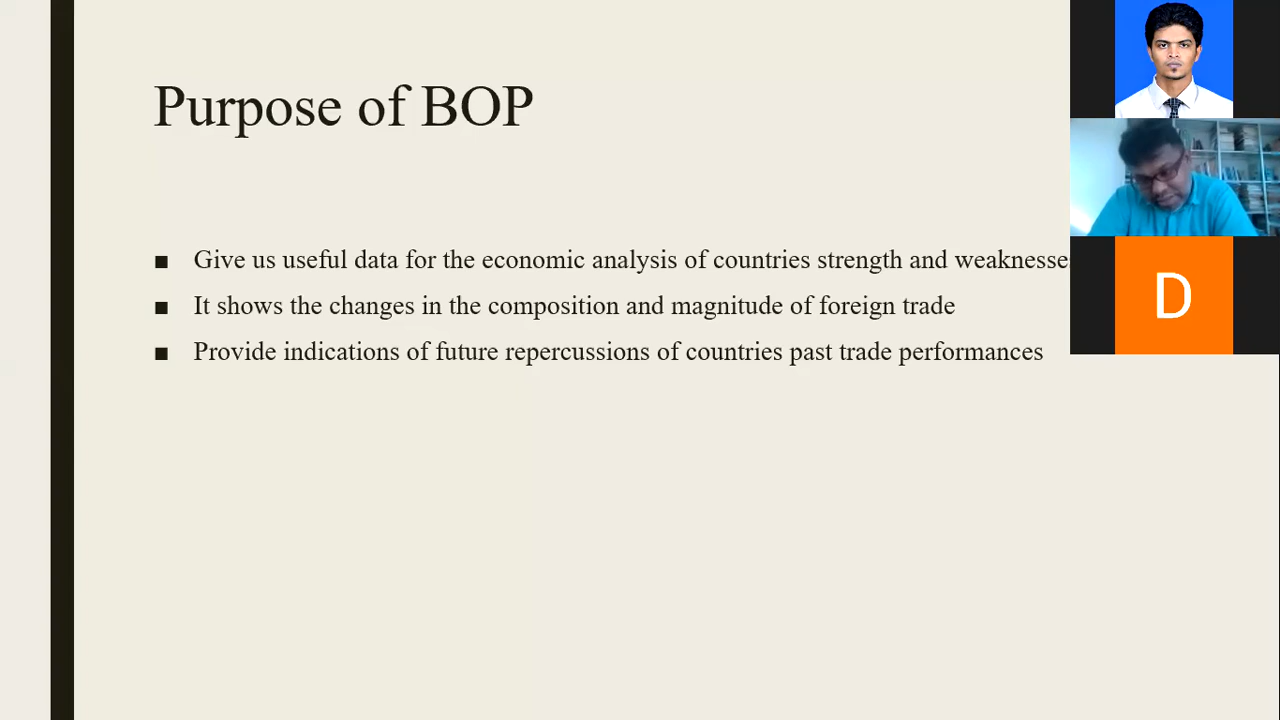 Purpose of BOP
■ Give us useful data for the economic analysis of countries strength and weaknesse
■ It shows the changes in the composition and magnitude of foreign trade
■ Provide indications of future repercussions of countries past trade performances
D